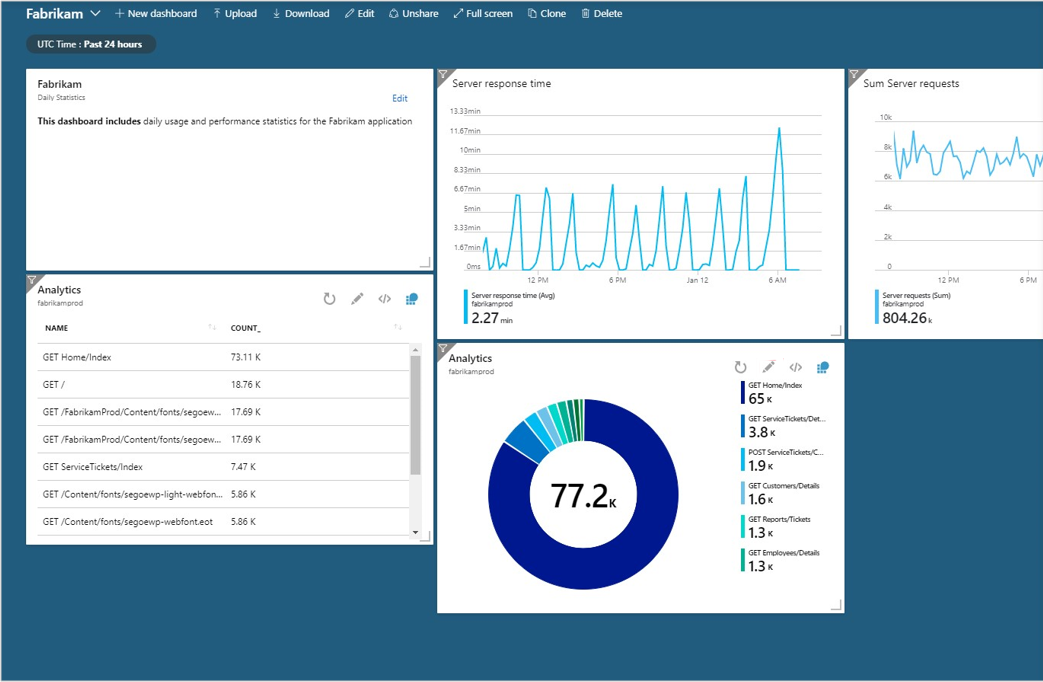 Fabrikam
New dashboard Upload Download Edit Unshare Full screen Clone Delete
UTC Time : Past 24 hours
Fabrikam
Daily Statistics
Edit
This dashboard includes daily usage and performance statistics for the Fabrikam application
Server response time
13.33min
11.67min
10min
8.33min
6.67min
5min
3.33min
1.67min
0ms
12 PM 6 PM Jan 12 6 AM
Server response time (Avg)
fabrikamprod
2.27 min
Sum Server requests
10k
8k
6k
4k
2k
0
12 PM 6 PM
Server requests (Sum)
fabrikamprod
804.26 k
Analytics
fabrikamprod
NAME COUNT_
GET Home/Index 73.11 K
GET / 18.76 K
GET /FabrikamProd/Content/fonts/segoew... 17.69 K
GET /FabrikamProd/Content/fonts/segoew... 17.69 K
GET ServiceTickets/Index 7.47 K
GET /Content/fonts/segoewp-light-webfon... 5.86 K
GET /Content/fonts/segoewp-webfont.eot 5.86 K
Analytics
fabrikamprod
77.2 K
GET Home/Index
65 K
GET ServiceTickets/Det...
3.8 K
POST ServiceTickets/C...
1.9 K
GET Customers/Details
1.6 K
GET Reports/Tickets
1.3 K
GET Employees/Details
1.3 K